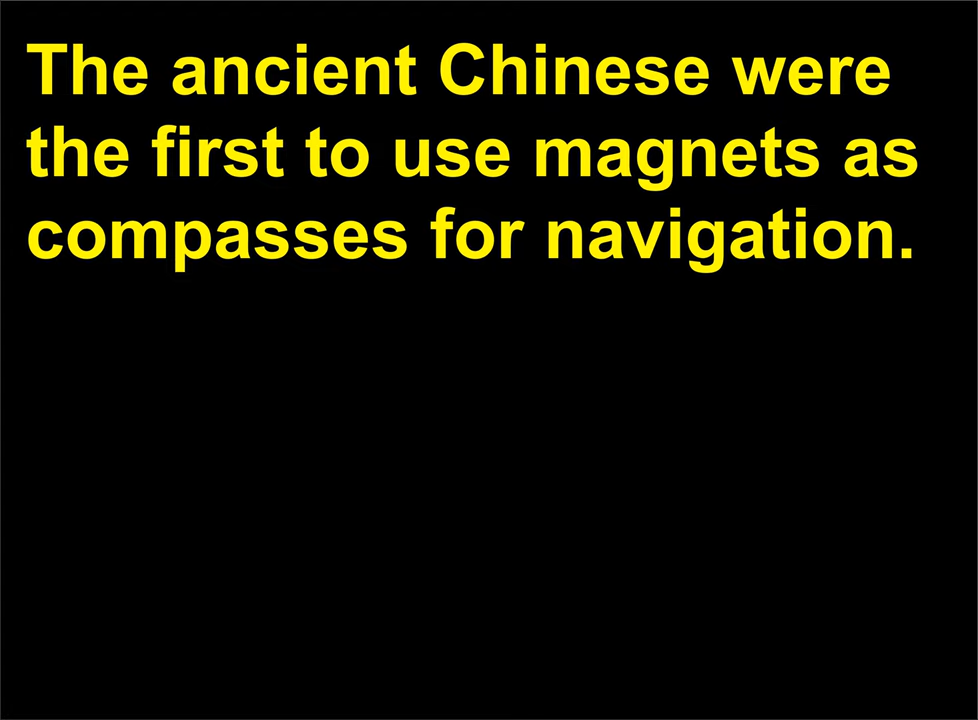 The ancient Chinese were
the first to use magnets as
compasses for navigation.